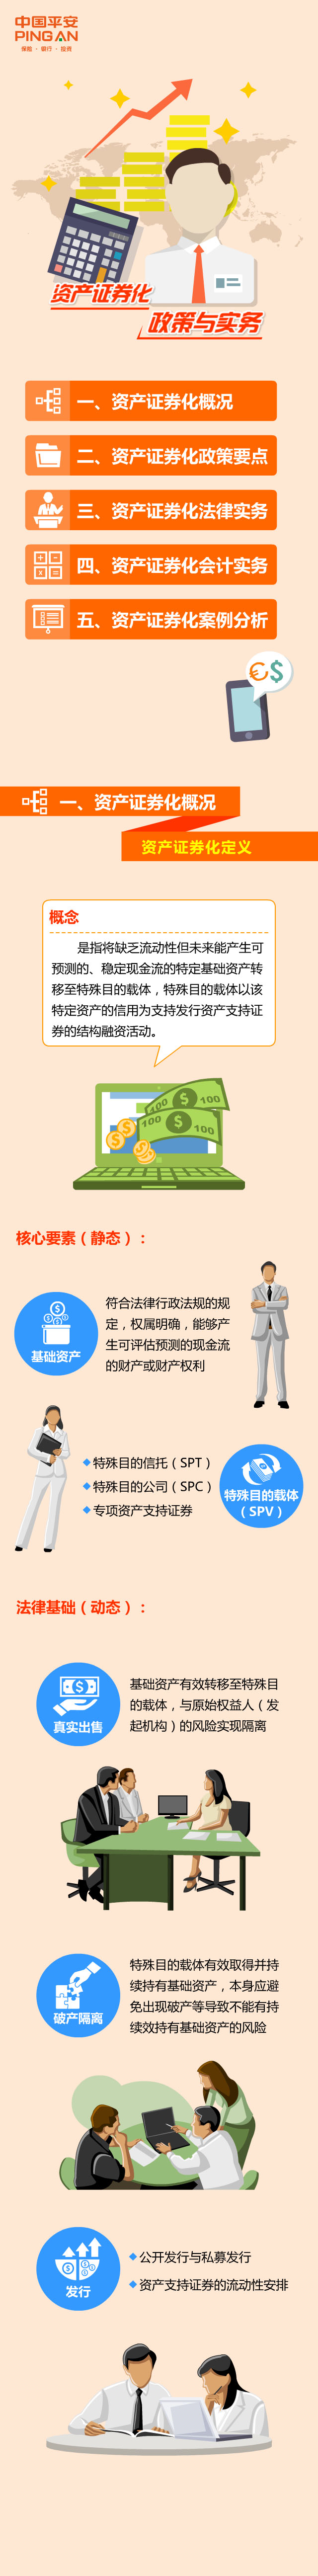 中国平安
PING AN
保险·银行·投资
资产证券化
政策与实务
一、资产证券化概况
二、资产证券化政策要点
三、资产证券化法律实务
四、资产证券化会计实务
五、资产证券化案例分析
€$
一、资产证券化概况
资产证券化定义
概念
是指将缺乏流动性但未来能产生可
预测的、稳定现金流的特定基础资产转
移至特殊目的载体，特殊目的载体以该
特定资产的信用为支持发行资产支持证
券的结构融资活动。
100 $ 100
100 $ 100
核心要素（静态）：
基础资产
符合法律行政法规的规
定，权属明确，能够产
生可评估预测的现金流
的财产或财产权利
◆特殊目的信托（SPT）
◆特殊目的公司（SPC）
◆专项资产支持证券
特殊目的载体
（SPV）
法律基础（动态）：
真实出售
基础资产有效转移至特殊目
的载体，与原始权益人（发
起机构）的风险实现隔离
破产隔离
特殊目的载体有效取得并持
续持有基础资产，本身应避
免出现破产等导致不能有持
续效持有基础资产的风险
发行
◆公开发行与私募发行
◆资产支持证券的流动性安排